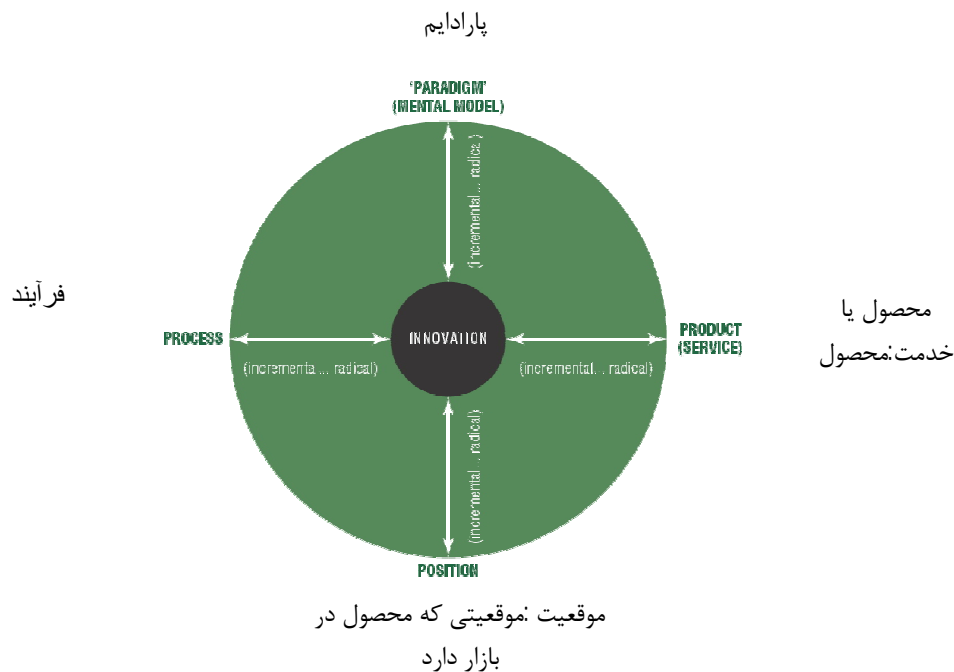 پارادایم
‘PARADIGM’
(MENTAL MODEL)
(incremental... radical)
فرآیند
PROCESS
INNOVATION
PRODUCT
(SERVICE)
محصول یا
خدمت:محصول
(incrementa ... radical)
(incremental... radical)
(incremental... radical)
POSITION
موقعیت :موقعیتی که محصول در
بازار دارد